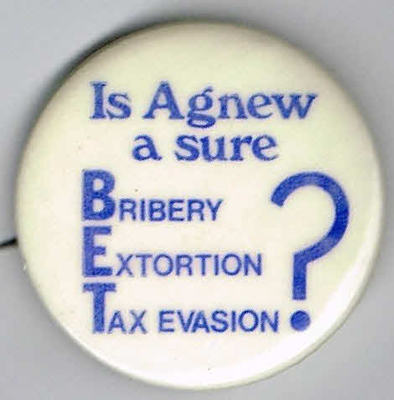 Is Agnew
a sure
BRIBERY
EXTORTION
TAX EVASION ?